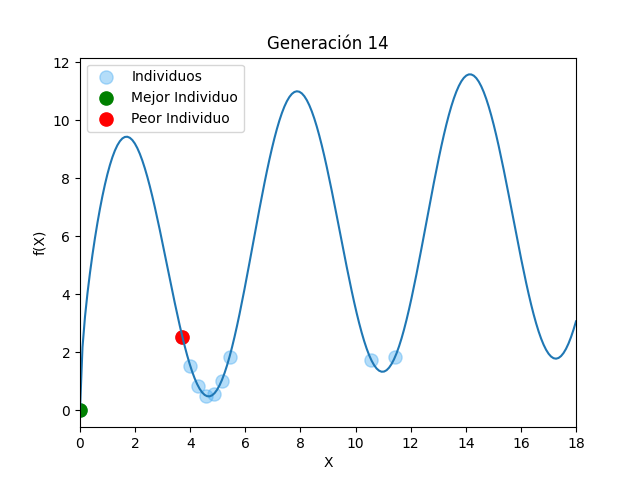 Generación 14
12
10
8
6
4
2
0
f(X)
Individuos
Mejor Individuo
Peor Individuo
0 2 4 6 8 10 12 14 16 18
X